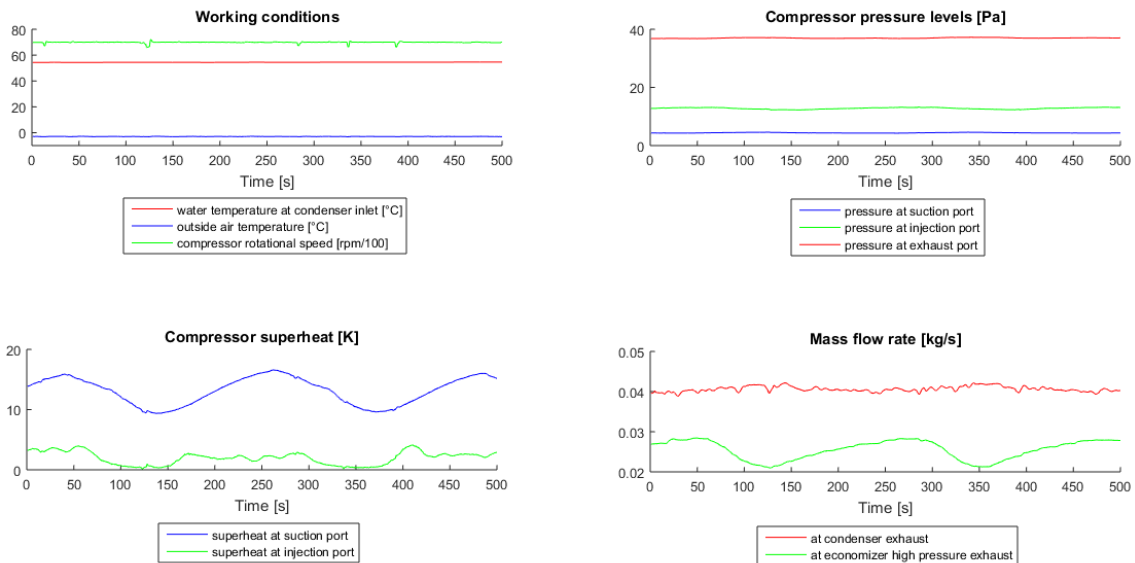 Working conditions
80
60
40
20
0
0 50 100 150 200 250 300 350 400 450 500
Time [s]
water temperature at condenser inlet [°C]
outside air temperature [°C]
compressor rotational speed [rpm/100]
Compressor pressure levels [Pa]
40
20
0
0 50 100 150 200 250 300 350 400 450 500
Time [s]
pressure at suction port
pressure at injection port
pressure at exhaust port
Compressor superheat [K]
20
10
0
0 50 100 150 200 250 300 350 400 450 500
Time [s]
superheat at suction port
superheat at injection port
Mass flow rate [kg/s]
0.05
0.04
0.03
0.02
0 50 100 150 200 250 300 350 400 450 500
Time [s]
at condenser exhaust
at economizer high pressure exhaust